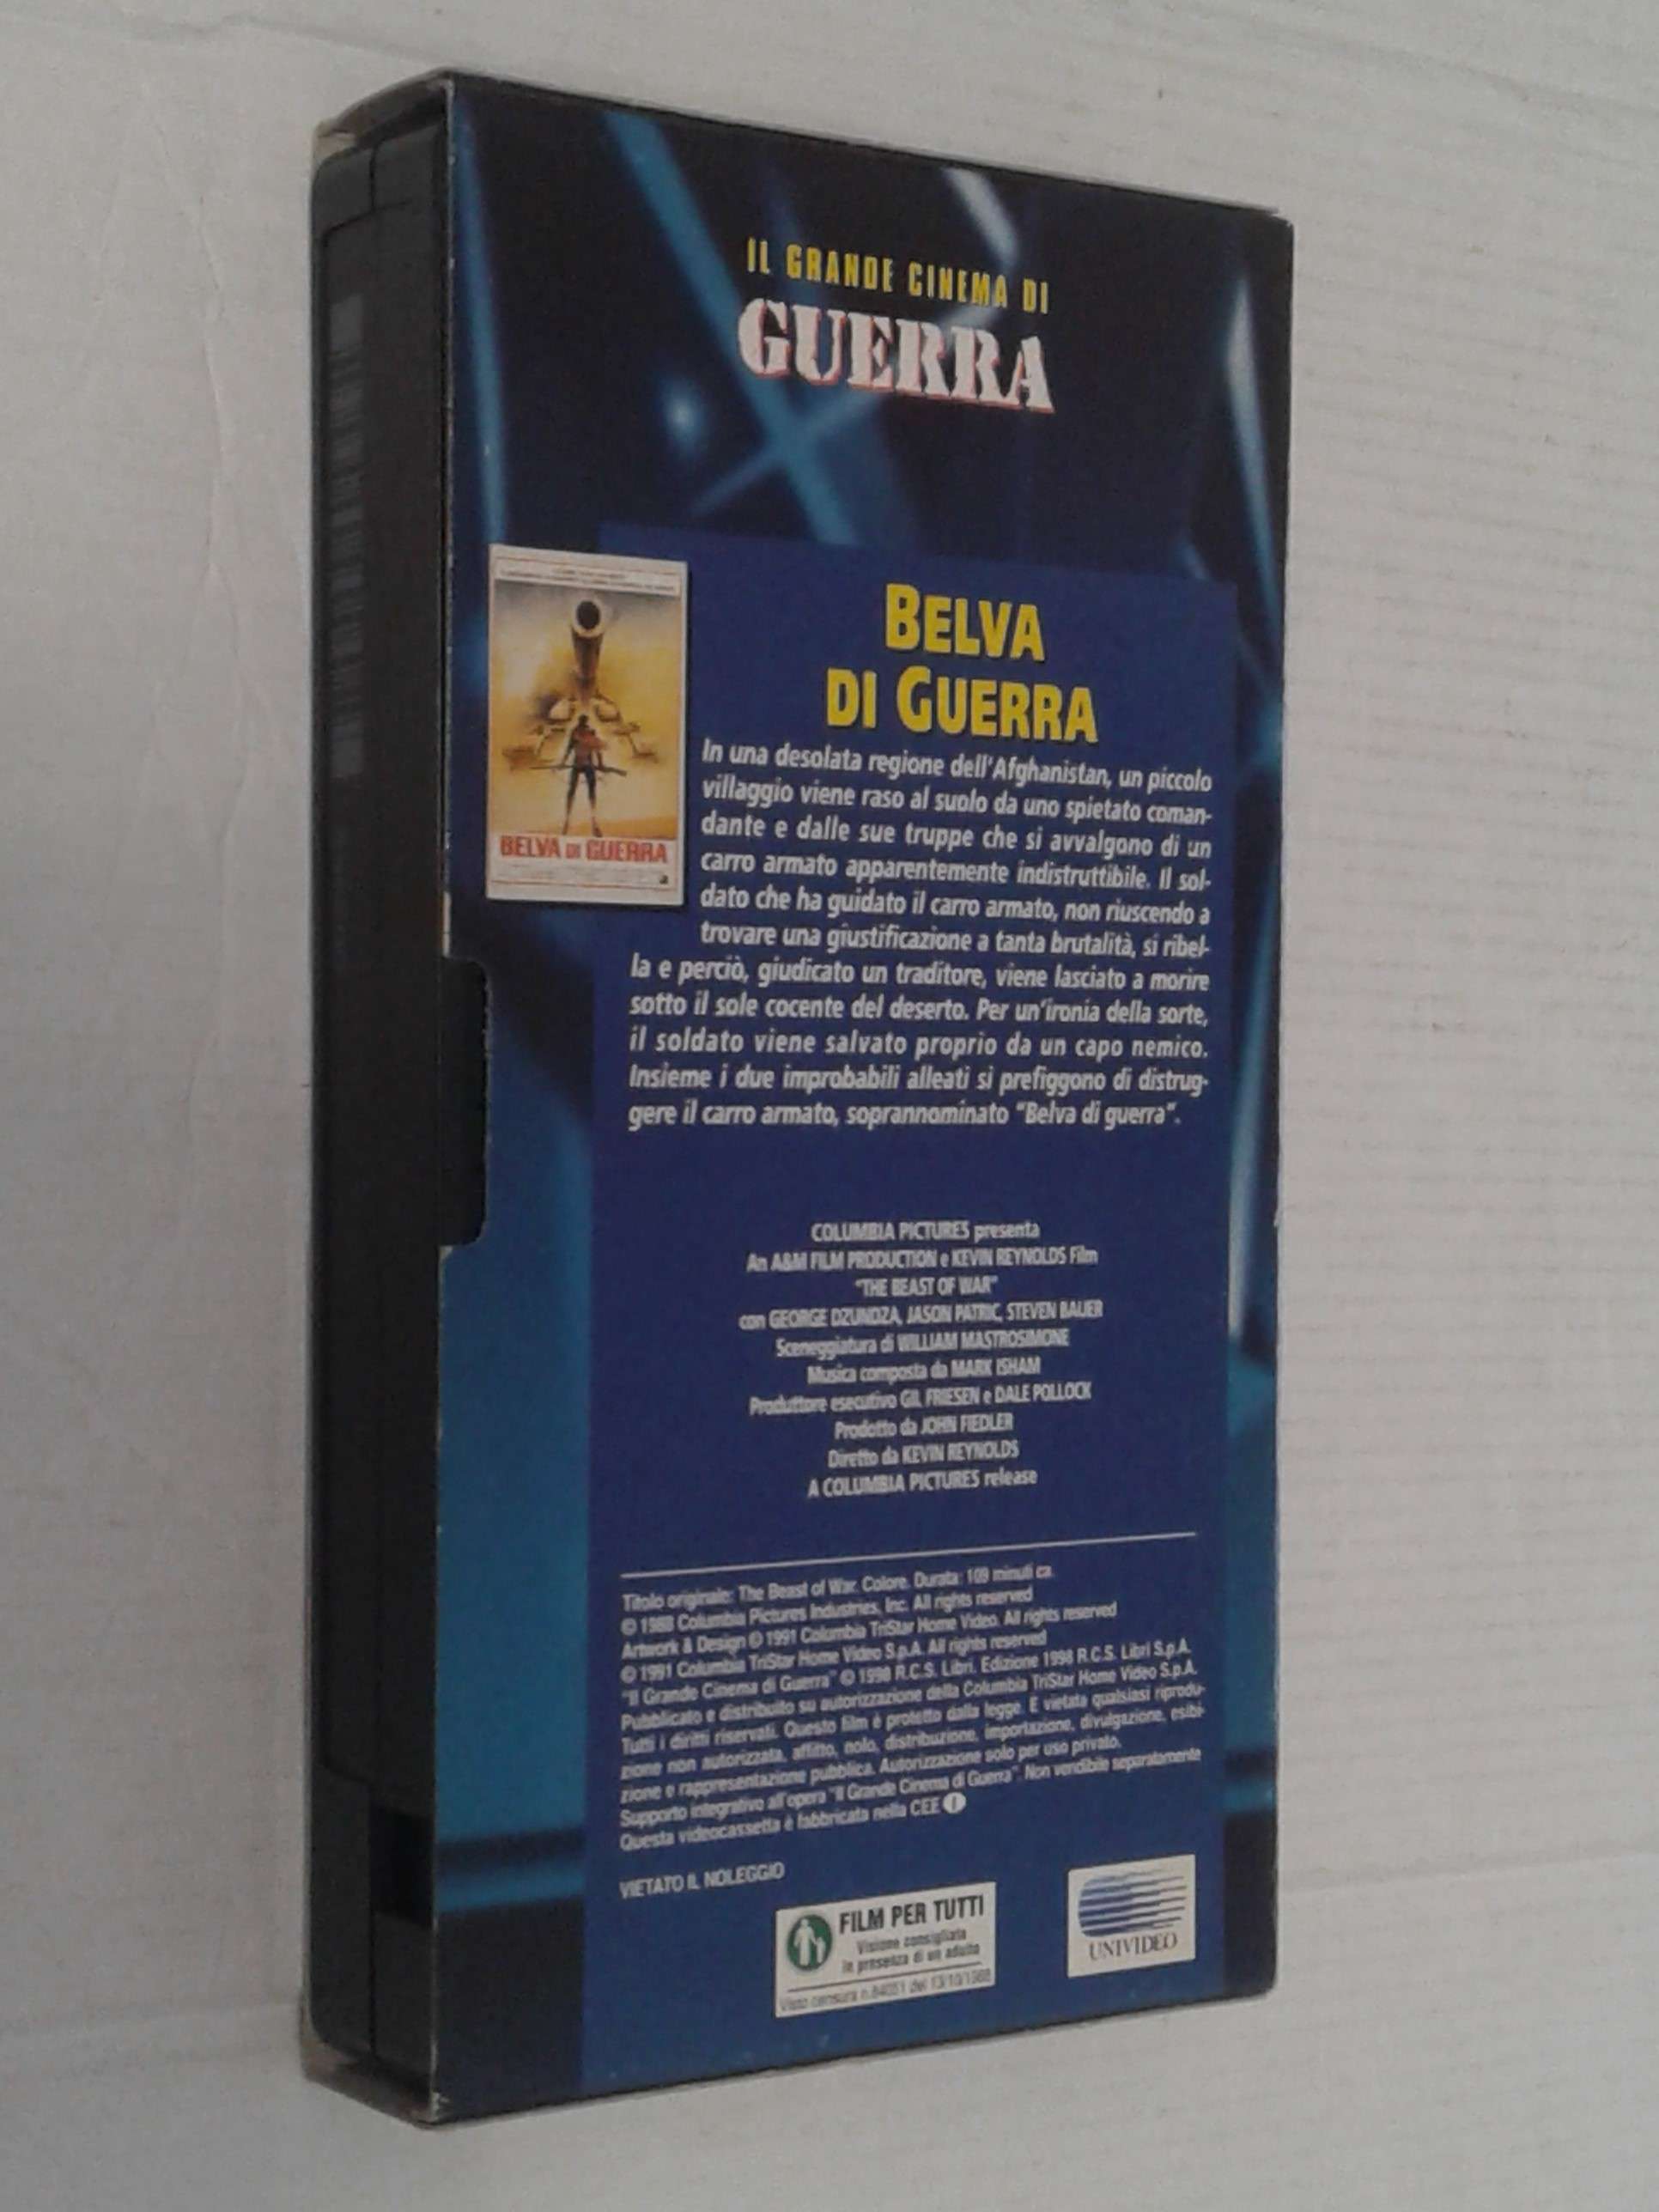 IL GRANDE CINEMA DI
GUERRA
BELVA DI GUERRA
BELVA
DI GUERRA
In una desolata regione dell'Afghanistan, un piccolo
villaggio viene raso al suolo da uno spietato coman-
dante e dalle sue truppe che si avvalgono di un
carro armato apparentemente indistruttibile. Il sol-
dato che ha guidato il carro armato, non riuscendo a
trovare una giustificazione a tanta brutalità, si ribel-
la e perciò, giudicato un traditore, viene lasciato a morire
sotto il sole cocente del deserto. Per un'ironia della sorte,
il soldato viene salvato proprio da un capo nemico.
Insieme i due improbabili alleati si prefiggono di distrug-
gere il carro armato, soprannominato "Belva di guerra".
COLUMBIA PICTURES presenta
An A&M FILM PRODUCTION e KEVIN REYNOLDS Film
"THE BEAST OF WAR"
con GEORGE DZUNDZA, JASON PATRIC, STEVEN BAUER
Sceneggiatura di WILLIAM MASTROSIMONE
Musica composta da MARK ISHAM
Produttore esecutivo GIL FRIESEN e DALE POLLOCK
Prodotto da JOHN FIEDLER
Diretto da KEVIN REYNOLDS
A COLUMBIA PICTURES release
Titolo originale: The Beast of War. Colore. Durata: 109 minuti ca.
© 1988 Columbia Pictures Industries, Inc. All rights reserved
Artwork & Design © 1991 Columbia TriStar Home Video. All rights reserved
© 1991 Columbia TriStar Home Video S.p.A. All rights reserved
"Il Grande Cinema di Guerra" © 1998 R.C.S. Libri. Edizione 1998 R.C.S. Libri S.p.A.
Pubblicato e distribuito su autorizzazione della Columbia TriStar Home Video S.p.A.
Tutti i diritti riservati. Questo film è protetto dalla legge. E vietata qualsiasi riprodu-
zione non autorizzata, affitto, nolo, distribuzione, importazione, divulgazione, esibi-
zione o rappresentazione pubblica. Autorizzazione solo per uso privato.
Supporto integrativo all'opera "Il Grande Cinema di Guerra". Non vendibile separatamente
Questa videocassetta è fabbricata nella CEE
VIETATO IL NOLEGGIO
FILM PER TUTTI
Visione consigliata
in presenza di un adulto
Visto censura n. 84051 del 13/10/1988
UNIVIDEO